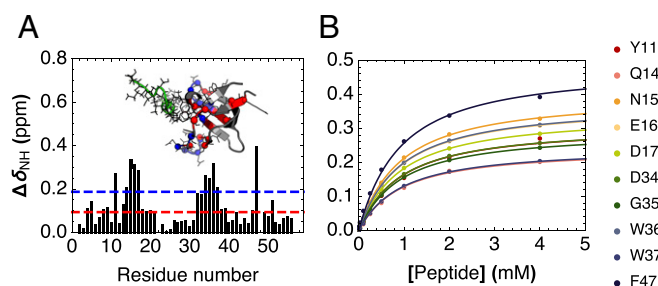 A
B
0.8
0.6
0.4
0.2
0.0
ΔδNH (ppm)
0 10 20 30 40 50
Residue number
0.5
0.4
0.3
0.2
0.1
0.0
0 1 2 3 4 5
[Peptide] (mM)
Y11
Q14
N15
E16
D17
D34
G35
W36
W37